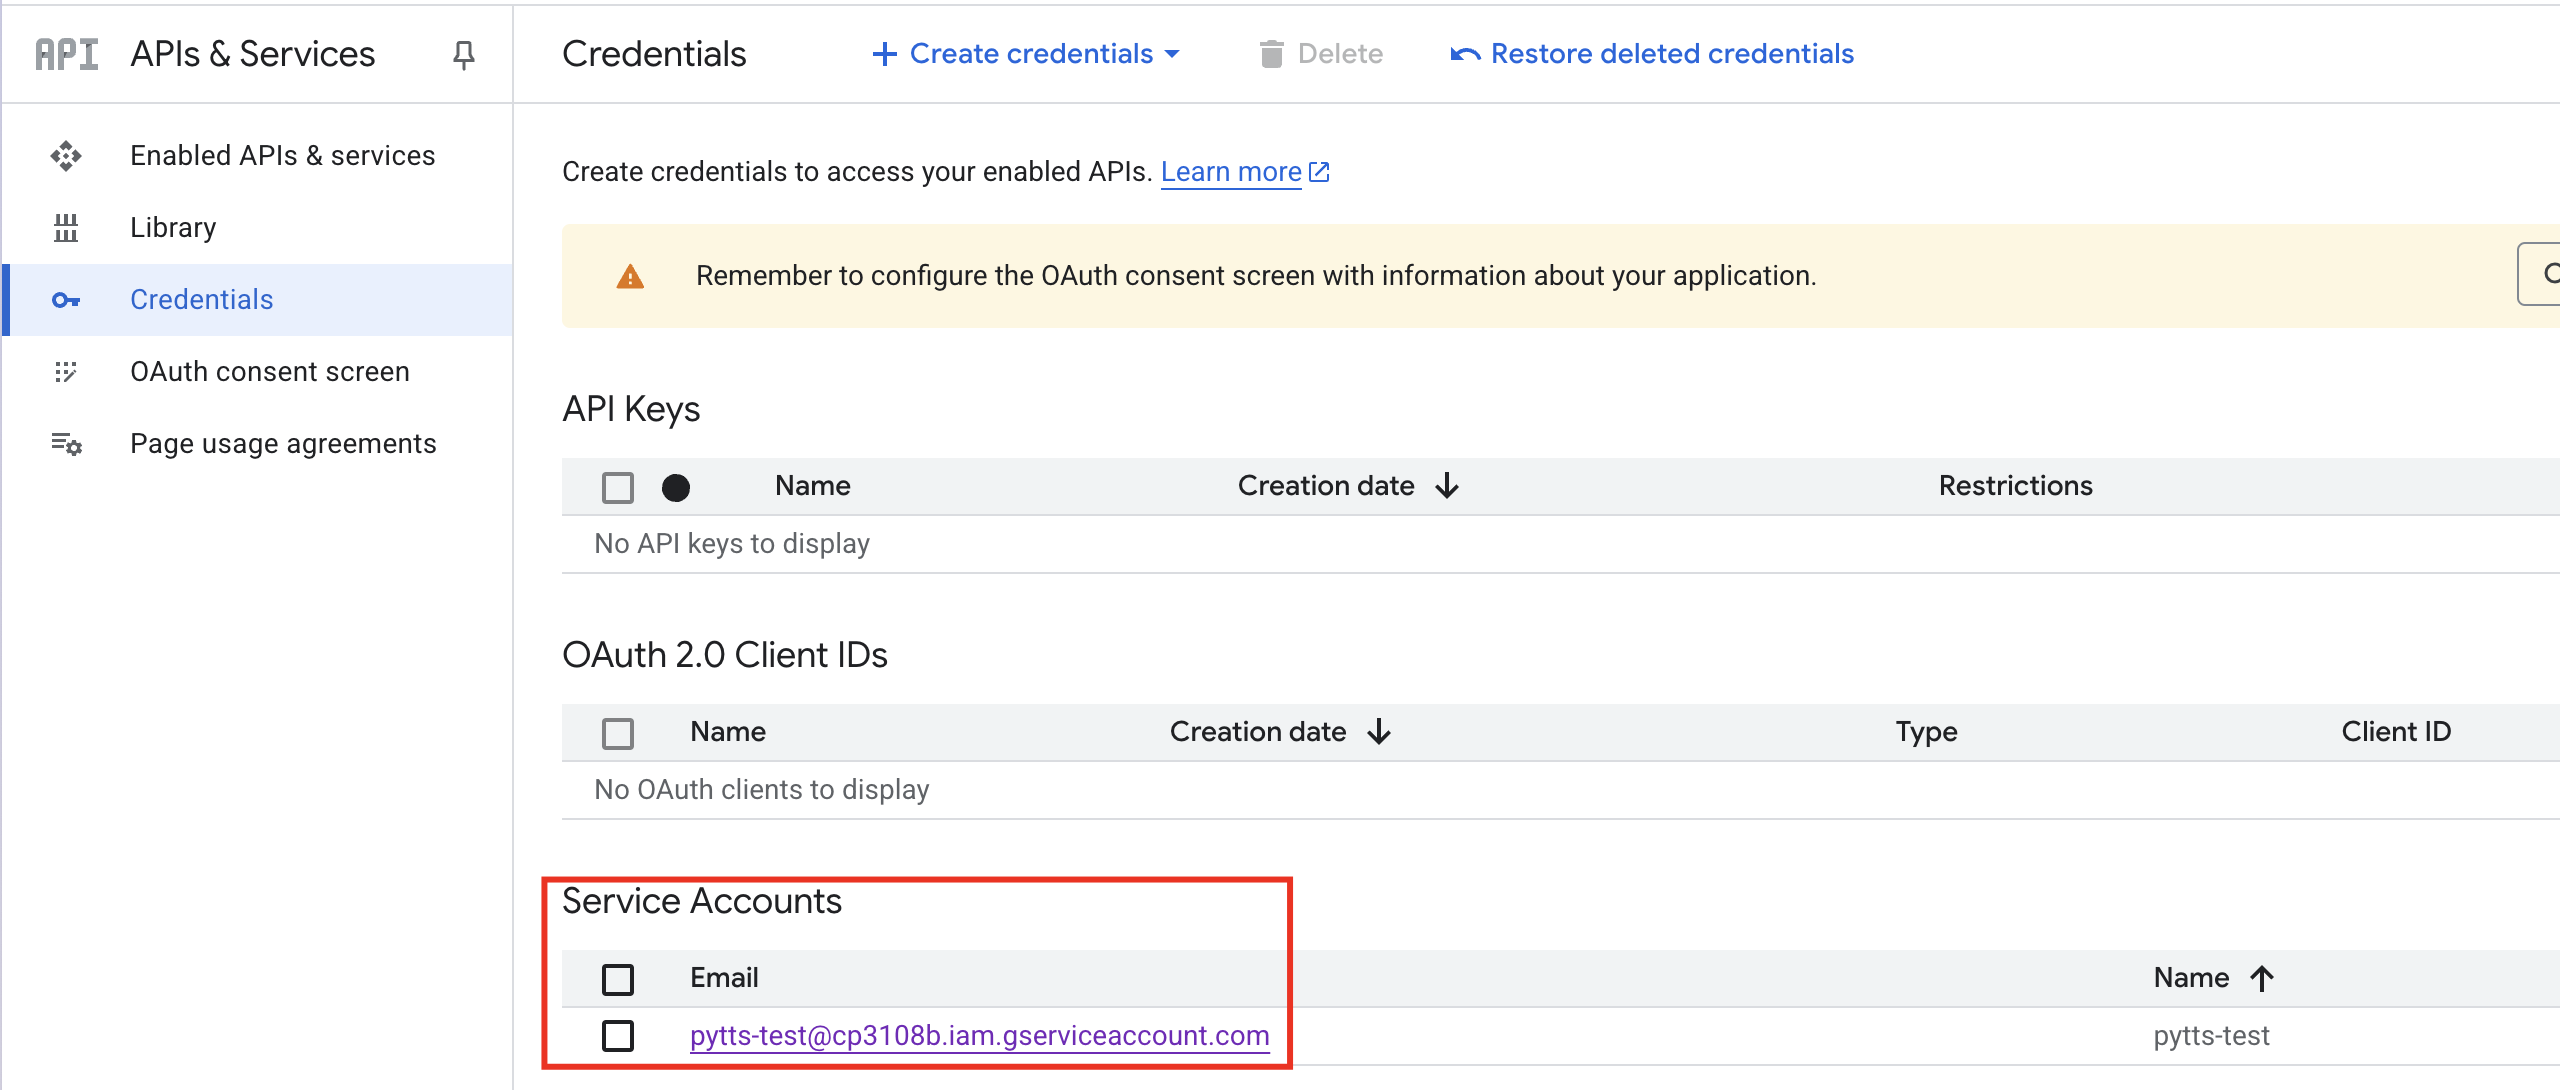 API APIs & Services
Credentials
Create credentials
Delete
Restore deleted credentials
Enabled APIs & services
Library
Credentials
OAuth consent screen
Page usage agreements
Create credentials to access your enabled APIs. Learn more
Remember to configure the OAuth consent screen with information about your application.
API Keys
Name Creation date Restrictions
No API keys to display
OAuth 2.0 Client IDs
Name Creation date Type Client ID
No OAuth clients to display
Service Accounts
Email Name
pytts-test@cp3108b.iam.gserviceaccount.com pytts-test